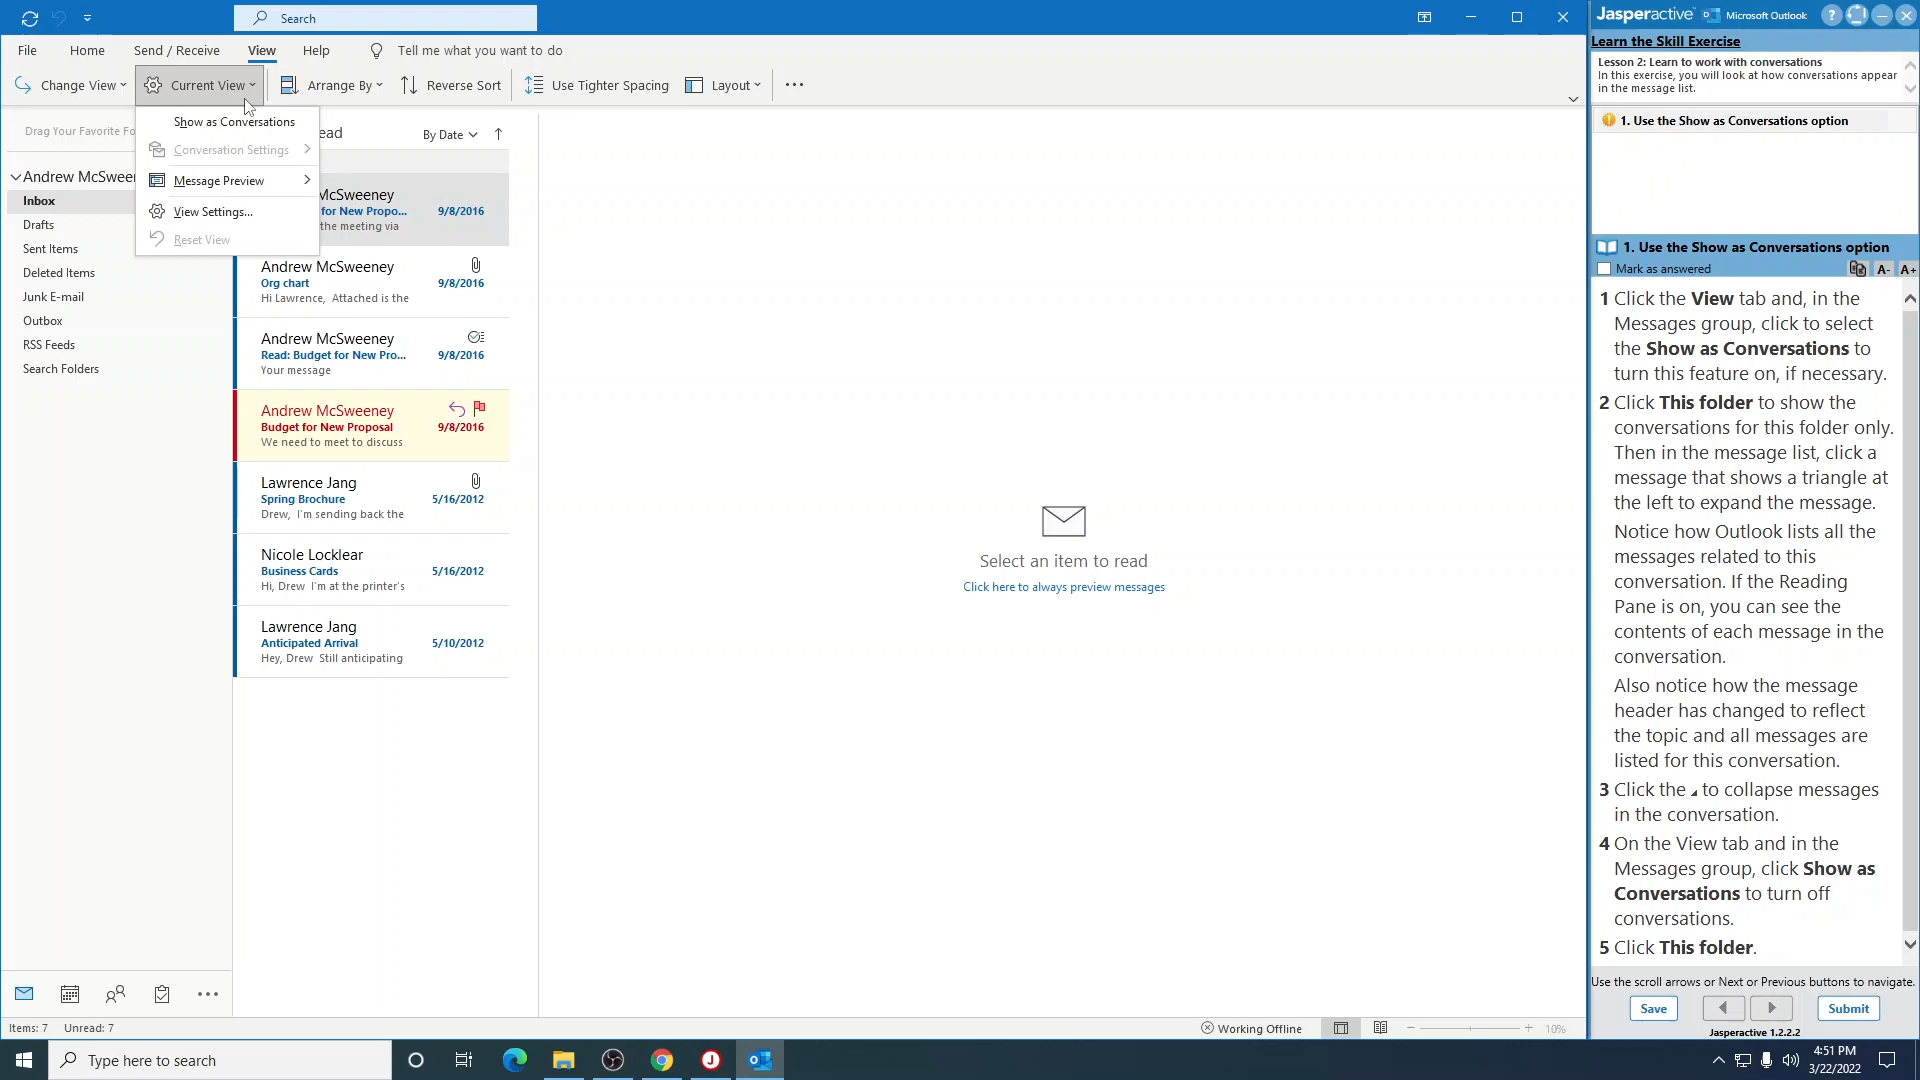 Search
File Home Send / Receive View Help Tell me what you want to do
Change View Current View Arrange By Reverse Sort Use Tighter Spacing Layout
Show as Conversations
Conversation Settings
Message Preview
View Settings...
Reset View
Drag Your Favorite Fo
Andrew McSwee
Inbox
Drafts
Sent Items
Deleted Items
Junk E-mail
Outbox
RSS Feeds
Search Folders
ead
By Date
McSweeney
for New Propo... 9/8/2016
the meeting via
Andrew McSweeney
Org chart 9/8/2016
Hi Lawrence, Attached is the
Andrew McSweeney
Read: Budget for New Pro... 9/8/2016
Your message
Andrew McSweeney
Budget for New Proposal 9/8/2016
We need to meet to discuss
Lawrence Jang
Spring Brochure 5/16/2012
Drew, I'm sending back the
Nicole Locklear
Business Cards 5/16/2012
Hi, Drew I'm at the printer's
Lawrence Jang
Anticipated Arrival 5/10/2012
Hey, Drew Still anticipating
Select an item to read
Click here to always preview messages
Items: 7 Unread: 7
Working Offline
10%
Jasperactive Microsoft Outlook
Learn the Skill Exercise
Lesson 2: Learn to work with conversations
In this exercise, you will look at how conversations appear
in the message list.
1. Use the Show as Conversations option
1. Use the Show as Conversations option
Mark as answered A- A+
1 Click the View tab and, in the
Messages group, click to select
the Show as Conversations to
turn this feature on, if necessary.
2 Click This folder to show the
conversations for this folder only.
Then in the message list, click a
message that shows a triangle at
the left to expand the message.
Notice how Outlook lists all the
messages related to this
conversation. If the Reading
Pane is on, you can see the
contents of each message in the
conversation.
Also notice how the message
header has changed to reflect
the topic and all messages are
listed for this conversation.
3 Click the to collapse messages
in the conversation.
4 On the View tab and in the
Messages group, click Show as
Conversations to turn off
conversations.
5 Click This folder.
Use the scroll arrows or Next or Previous buttons to navigate.
Save Submit
Jasperactive 1.2.2.2
Type here to search
4:51 PM
3/22/2022